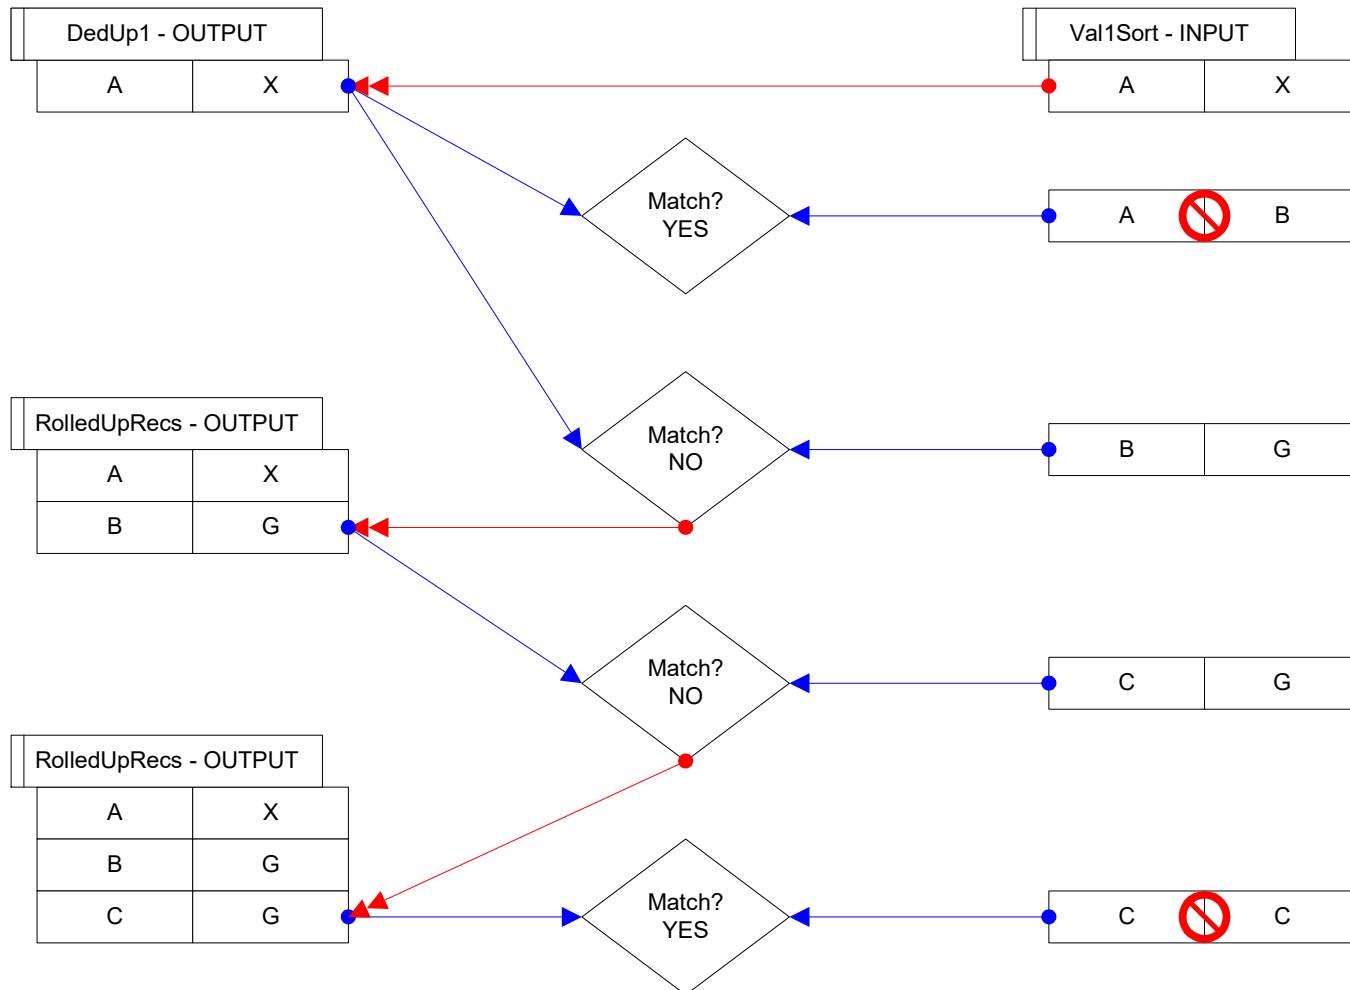 DedUp1 - OUTPUT
Val1Sort - INPUT
A X
A X
Match?
YES
A B
RolledUpRecs - OUTPUT
Match?
NO
B G
A X
B G
Match?
NO
C G
RolledUpRecs - OUTPUT
A X
B G
C G
Match?
YES
C C